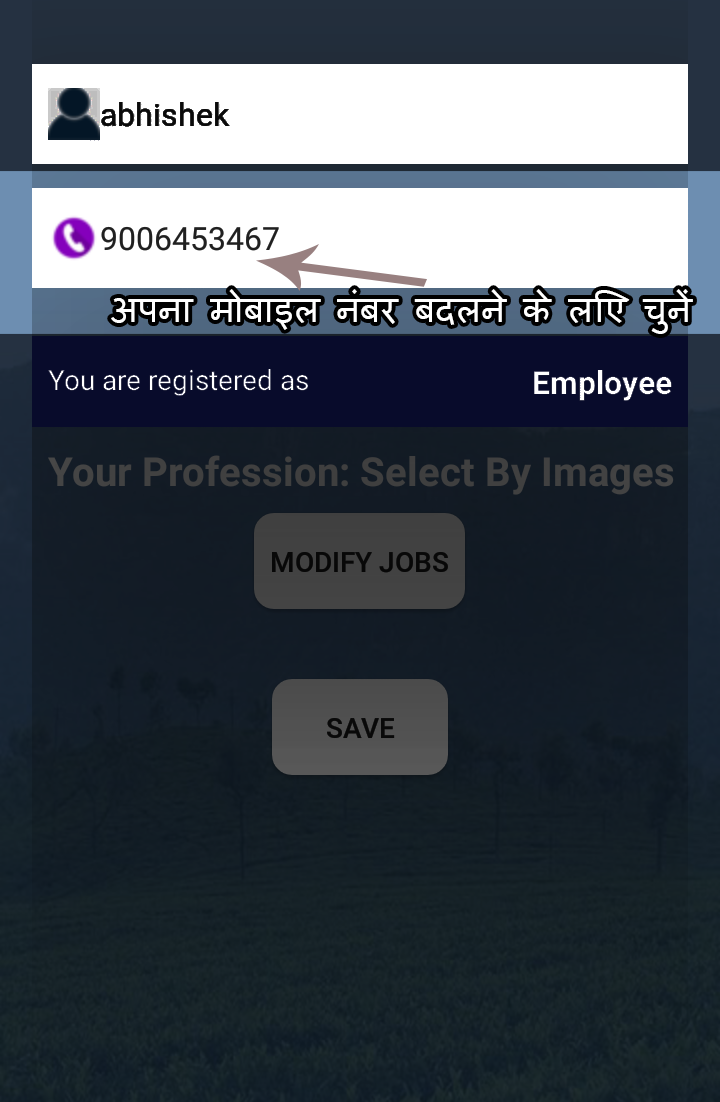 abhishek
9006453467
अपना मोबाइल नंबर बदलने के लिए चुनें
You are registered as
Employee
Your Profession: Select By Images
MODIFY JOBS
SAVE